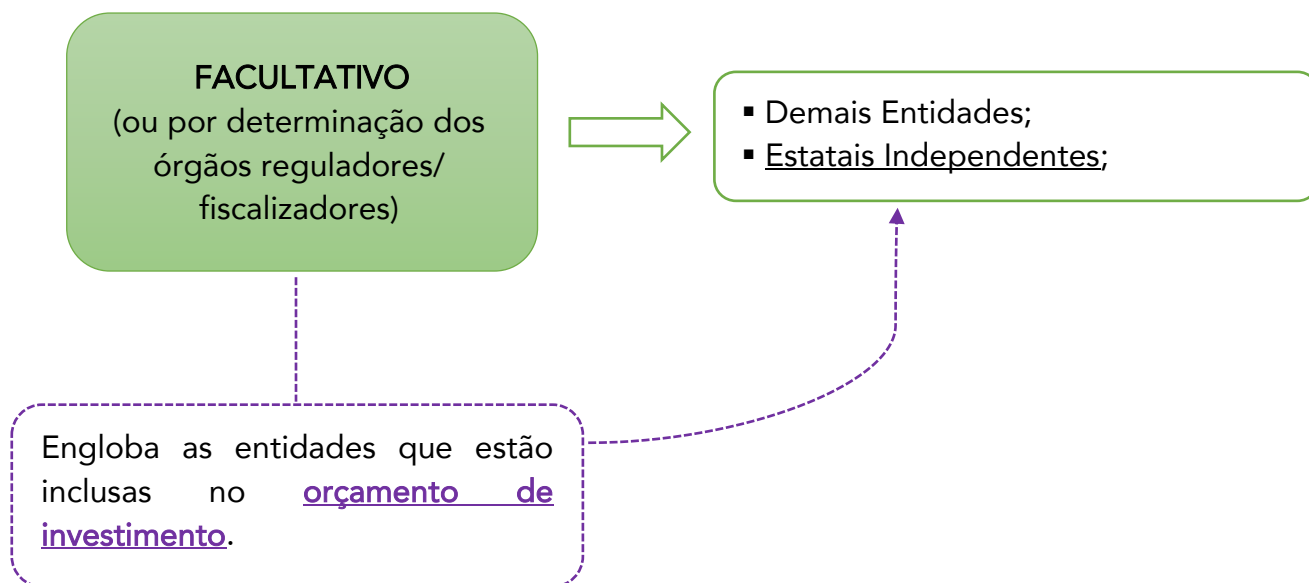 FACULTATIVO
(ou por determinação dos
órgãos reguladores/
fiscalizadores)
▪ Demais Entidades;
▪ Estatais Independentes;
Engloba as entidades que estão
inclusas no orçamento de
investimento.